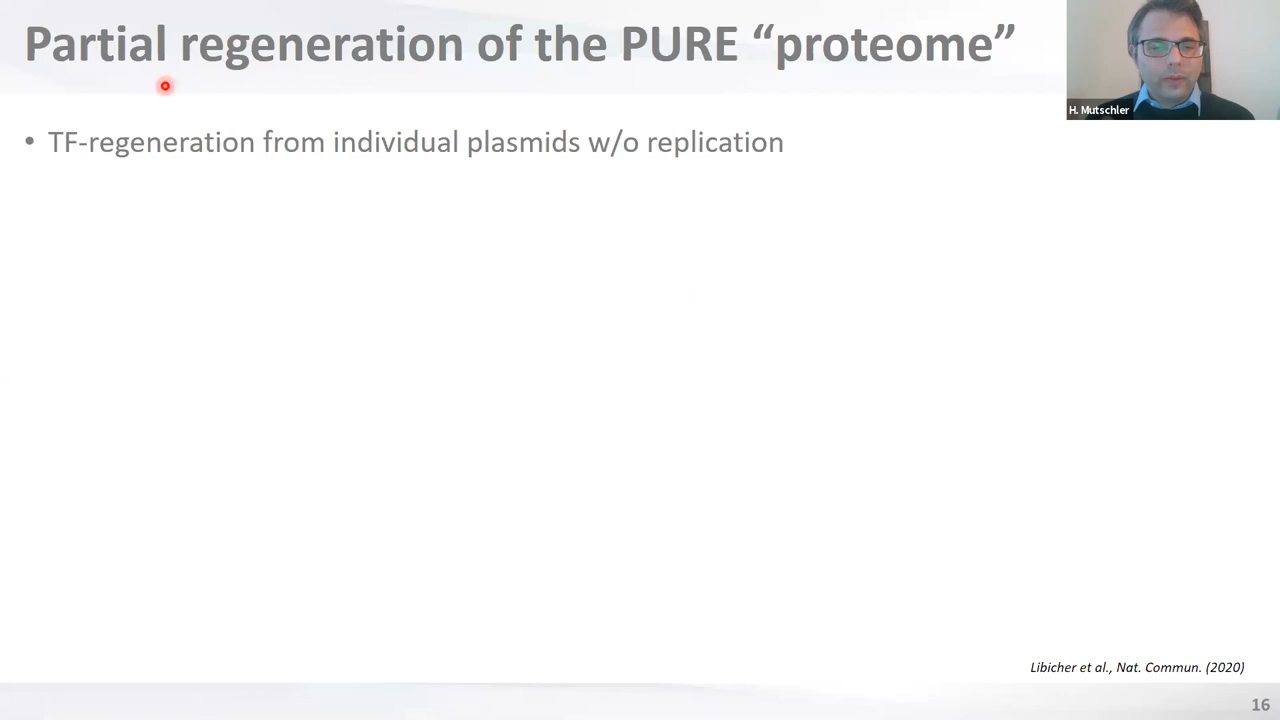 Partial regeneration of the PURE “proteome”
H. Mutschler
• TF-regeneration from individual plasmids w/o replication
Libicher et al., Nat. Commun. (2020)
16